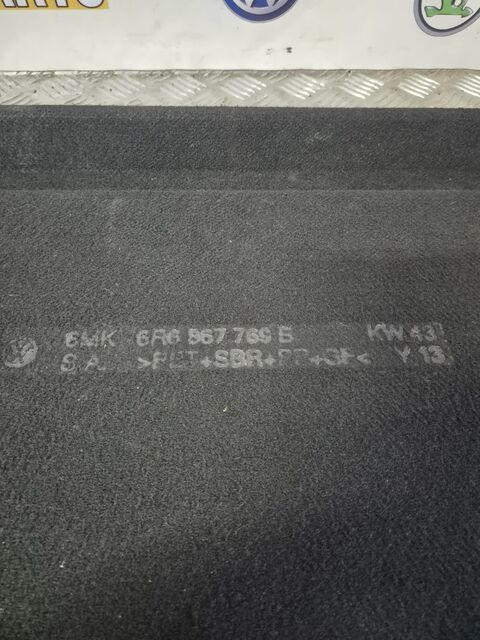 6MK 6R6 867 769 B KW 43
S.A. >PET+SBR+PP+GF< Y 13